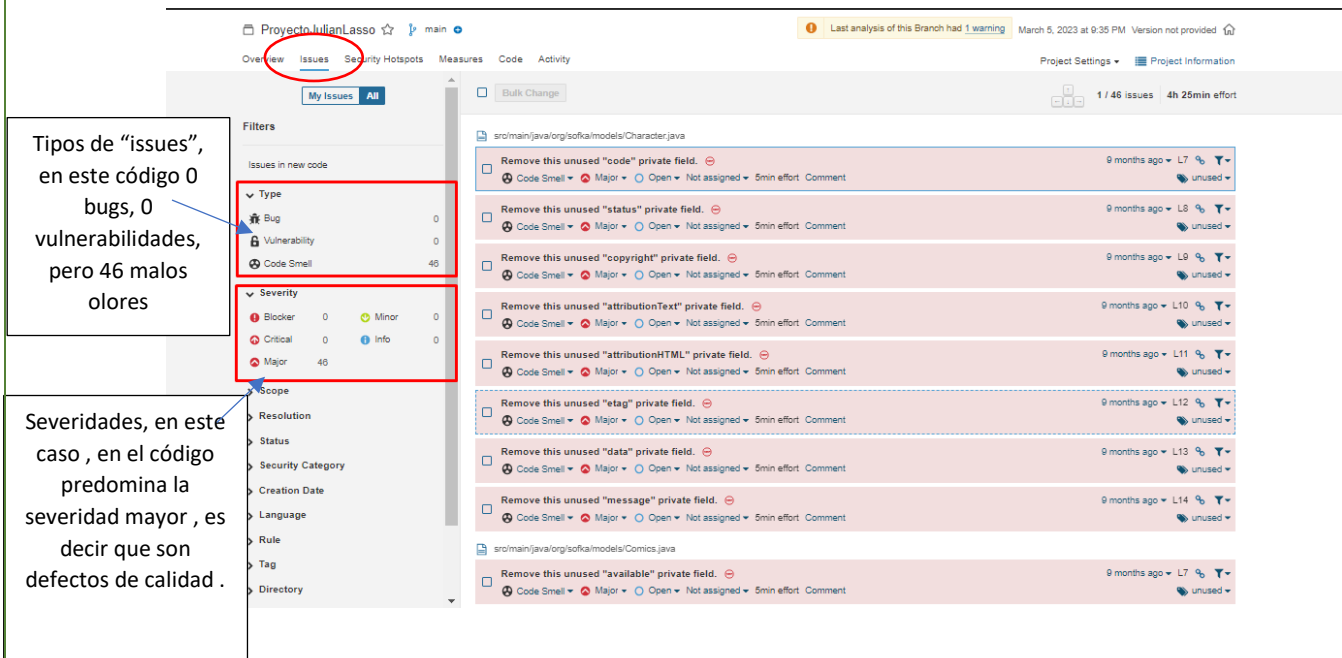 ProyectoJulianLasso main
Last analysis of this Branch had 1 warning March 5, 2023 at 9:35 PM Version not provided
Overview Issues Security Hotspots Measures Code Activity
Project Settings Project Information
My Issues All
Bulk Change
1 / 46 issues 4h 25min effort
Filters
Issues in new code
Type
Bug 0
Vulnerability 0
Code Smell 46
Severity
Blocker 0 Minor 0
Critical 0 Info 0
Major 46
Scope
Resolution
Status
Security Category
Creation Date
Language
Rule
Tag
Directory
Tipos de “issues”,
en este código 0
bugs, 0
vulnerabilidades,
pero 46 malos
olores
Severidades, en este
caso , en el código
predomina la
severidad mayor , es
decir que son
defectos de calidad .
src/main/java/org/sofka/models/Character.java
Remove this unused "code" private field. 9 months ago L7
Code Smell Major Open Not assigned 5min effort Comment unused
Remove this unused "status" private field. 9 months ago L8
Code Smell Major Open Not assigned 5min effort Comment unused
Remove this unused "copyright" private field. 9 months ago L9
Code Smell Major Open Not assigned 5min effort Comment unused
Remove this unused "attributionText" private field. 9 months ago L10
Code Smell Major Open Not assigned 5min effort Comment unused
Remove this unused "attributionHTML" private field. 9 months ago L11
Code Smell Major Open Not assigned 5min effort Comment unused
Remove this unused "etag" private field. 9 months ago L12
Code Smell Major Open Not assigned 5min effort Comment unused
Remove this unused "data" private field. 9 months ago L13
Code Smell Major Open Not assigned 5min effort Comment unused
Remove this unused "message" private field. 9 months ago L14
Code Smell Major Open Not assigned 5min effort Comment unused
src/main/java/org/sofka/models/Comics.java
Remove this unused "available" private field. 9 months ago L7
Code Smell Major Open Not assigned 5min effort Comment unused